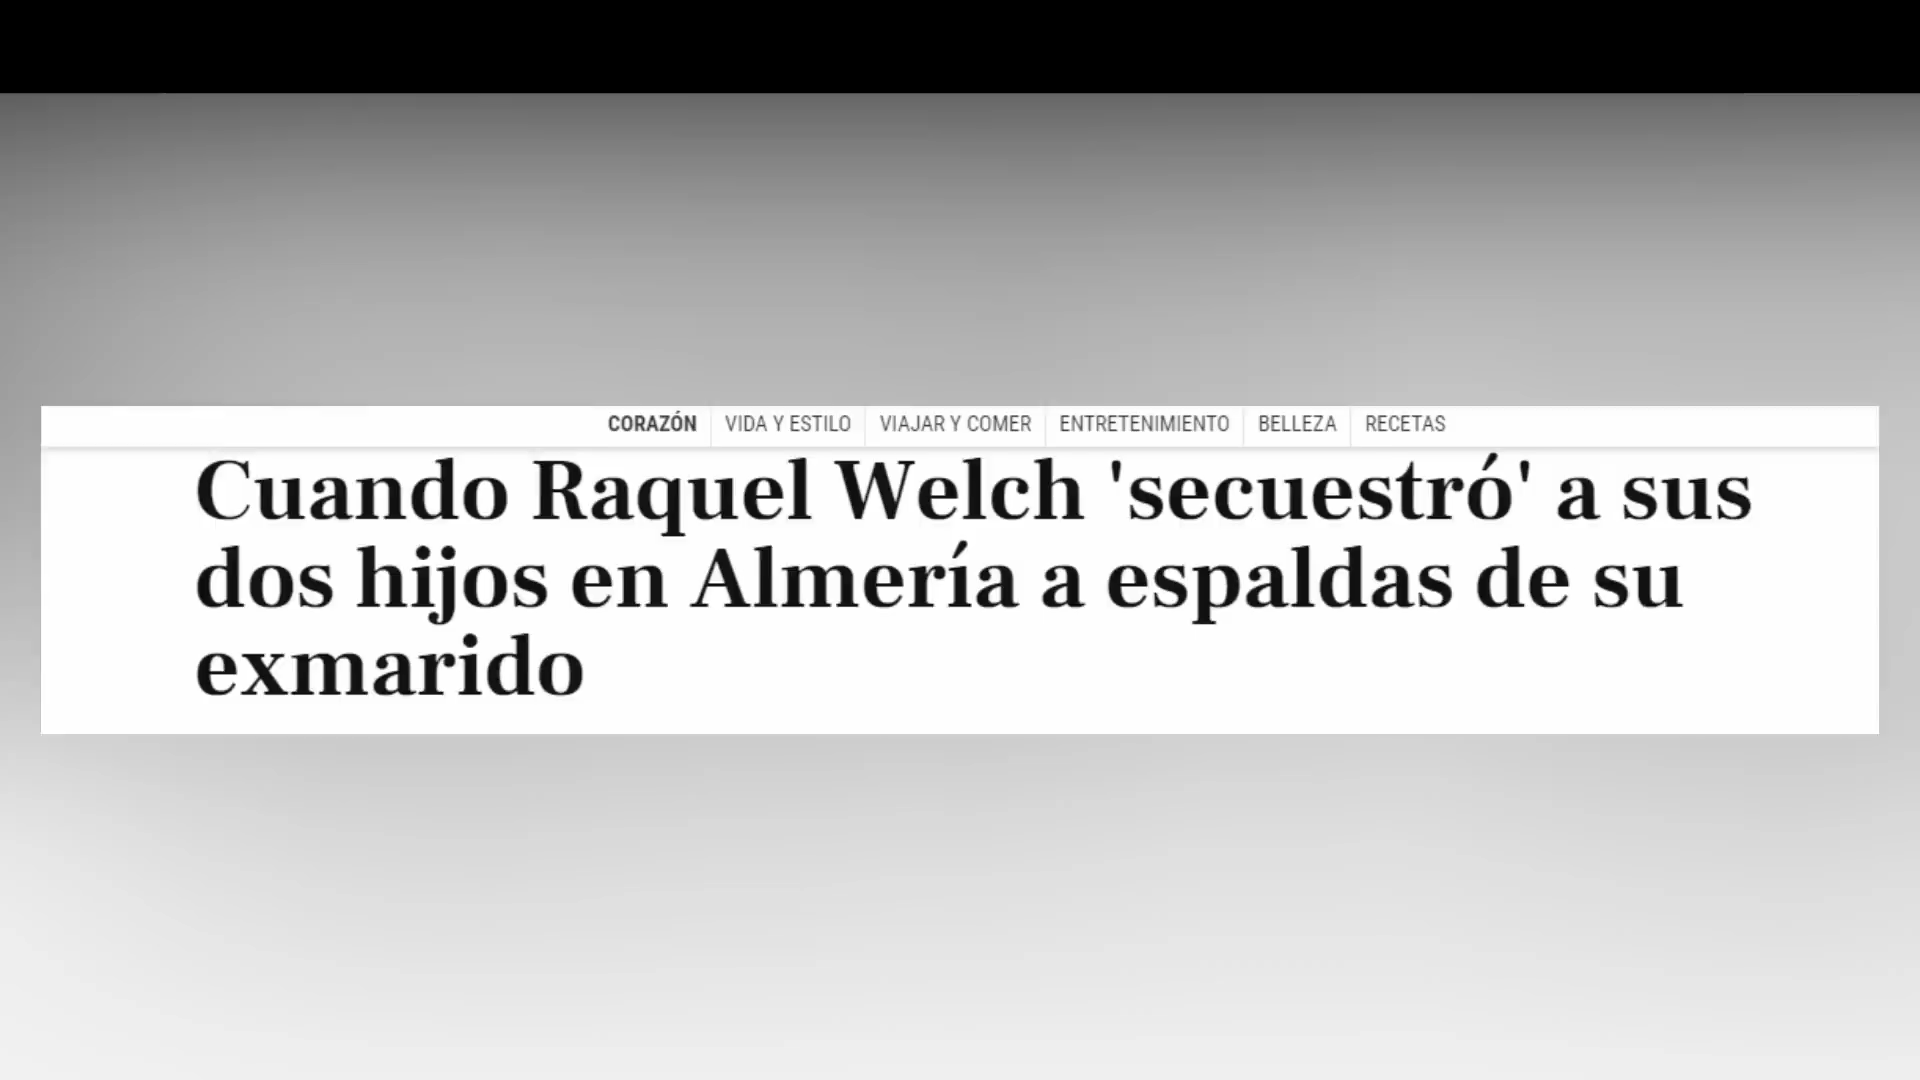 CORAZÓN VIDA Y ESTILO VIAJAR Y COMER ENTRETENIMIENTO BELLEZA RECETAS
Cuando Raquel Welch 'secuestró' a sus
dos hijos en Almería a espaldas de su
exmarido